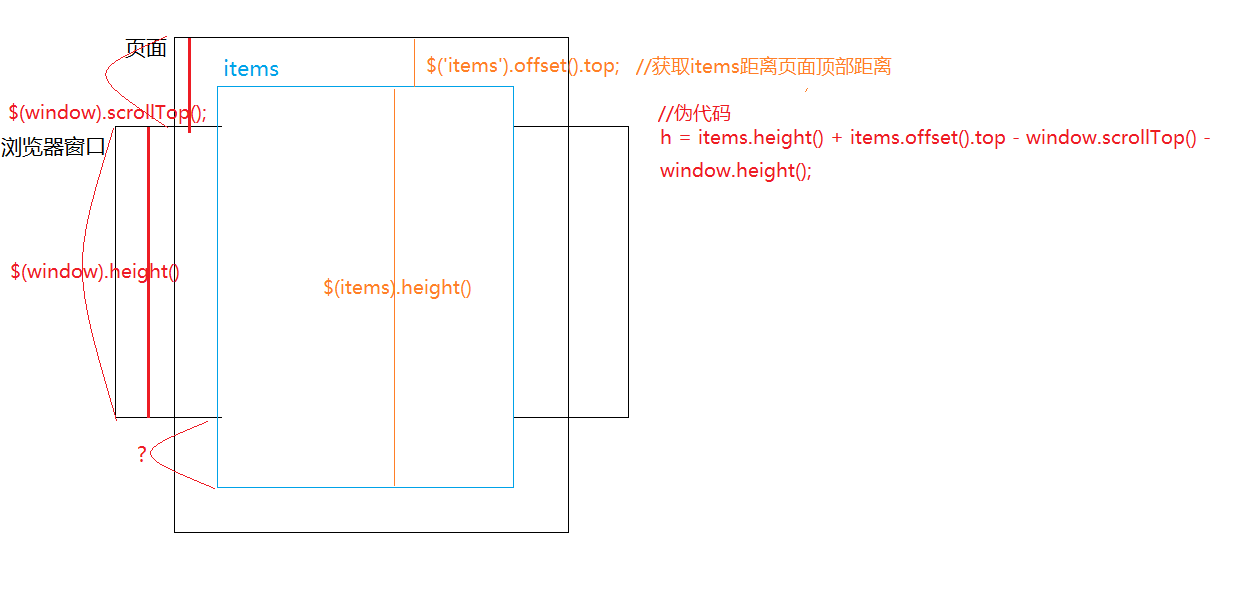 页面
items
$('items').offset().top;   //获取items距离页面顶部距离
$(window).scrollTop();
//伪代码
h = items.height() + items.offset().top - window.scrollTop() -
window.height();
浏览器窗口
$(window).height()
$(items).height()
?